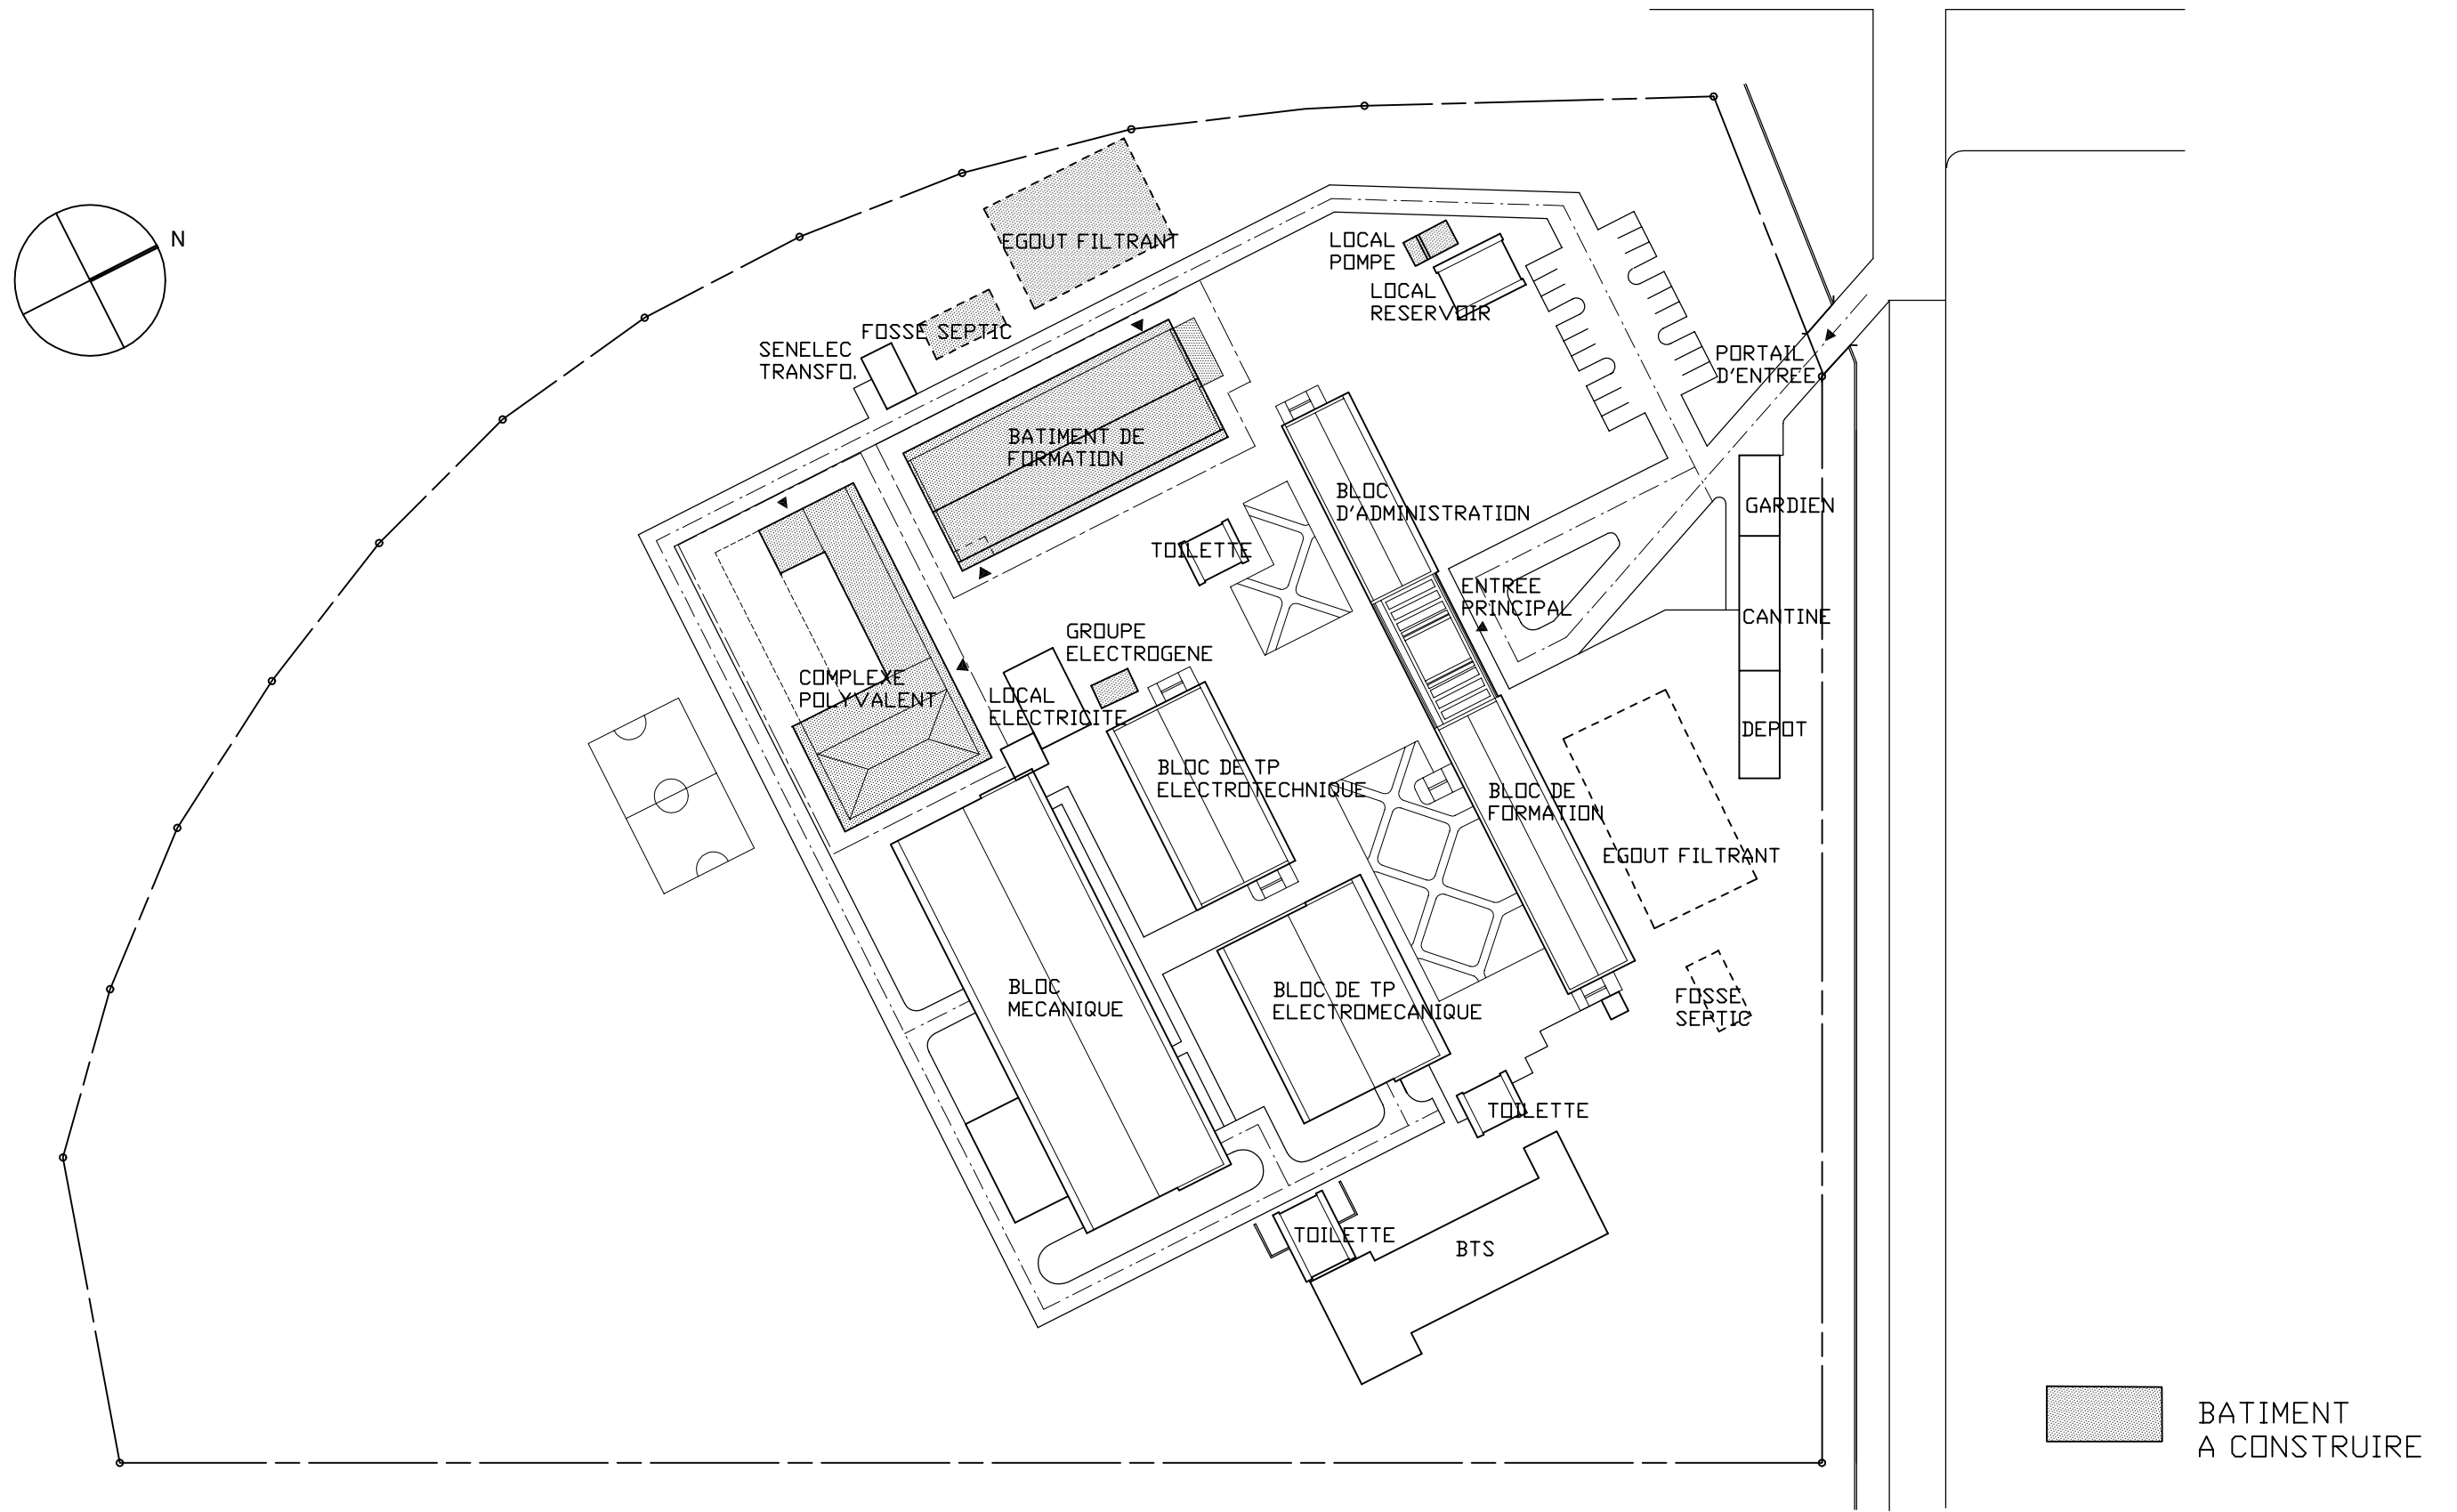 N
EGOUT FILTRANT
LOCAL
POMPE
LOCAL
RESERVOIR
FOSSE SEPTIC
SENELEC
TRANSFO.
PORTAIL
D'ENTREE
BATIMENT DE
FORMATION
BLOC
D'ADMINISTRATION
GARDIEN
TOILETTE
ENTREE
PRINCIPAL
CANTINE
GROUPE
ELECTROGENE
COMPLEXE
POLYVALENT
LOCAL
ELECTRICITE
DEPOT
BLOC DE TP
ELECTROTECHNIQUE
BLOC DE
FORMATION
EGOUT FILTRANT
BLOC
MECANIQUE
BLOC DE TP
ELECTROMECANIQUE
FOSSE
SEPTIC
TOILETTE
TOILETTE
BTS
BATIMENT
A CONSTRUIRE